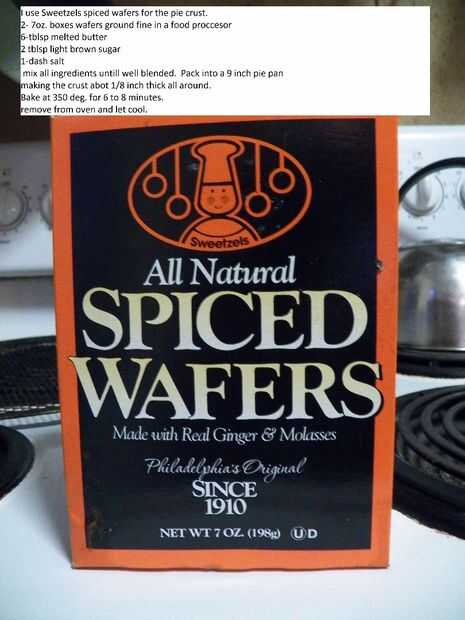 I use Sweetzels spiced wafers for the pie crust.
2- 7oz. boxes wafers ground fine in a food proccesor
6-tblsp melted butter
2 tblsp light brown sugar
1-dash salt
mix all ingredients untill well blended.  Pack into a 9 inch pie pan
making the crust abot 1/8 inch thick all around.
Bake at 350 deg. for 6 to 8 minutes.
remove from oven and let cool.
Sweetzels
All Natural
SPICED
WAFERS
Made with Real Ginger & Molasses
Philadelphia's Original
SINCE
1910
NET WT 7 OZ. (198g) U D